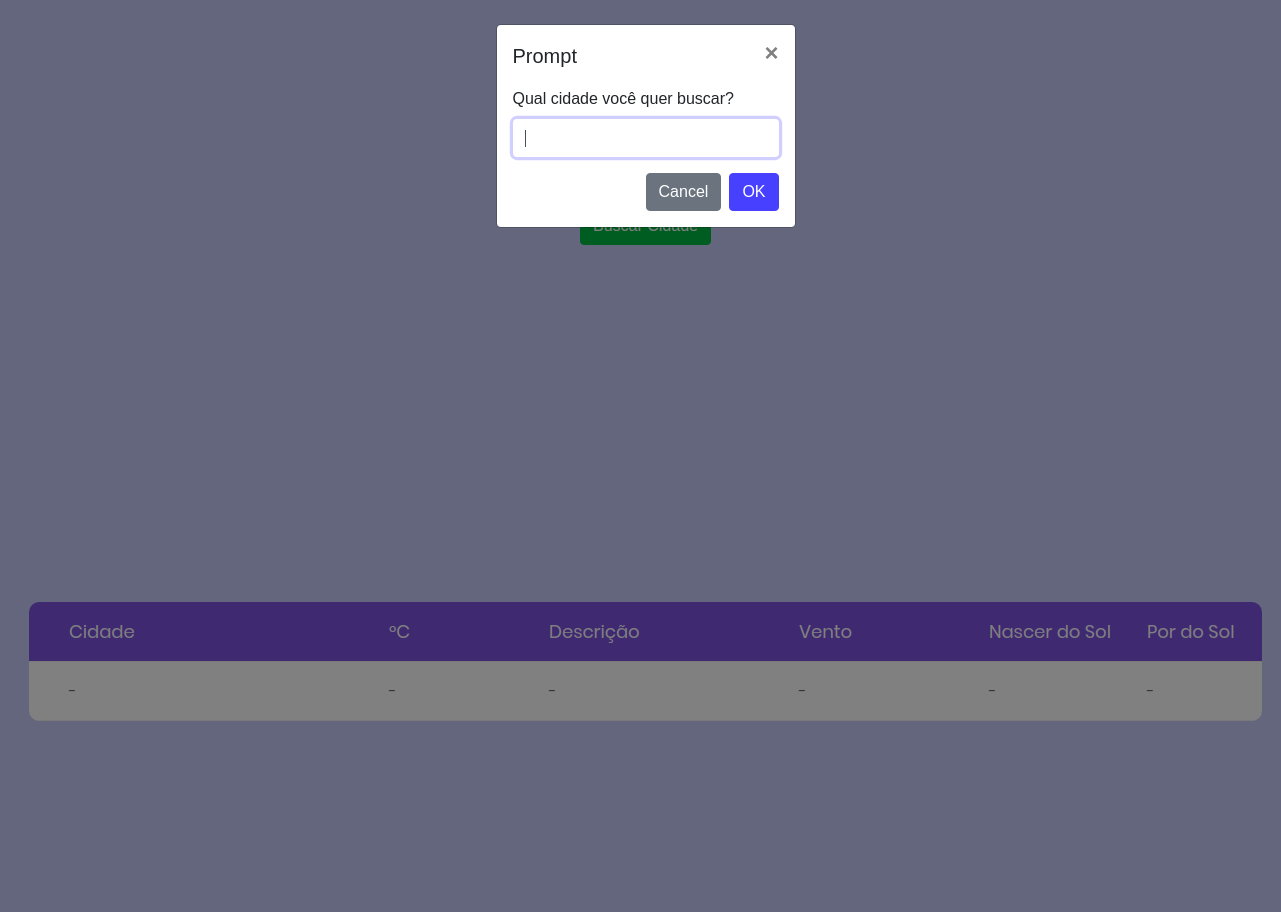 Prompt ×
Qual cidade você quer buscar?
Cancel OK
Buscar Cidade
Cidade ºC Descrição Vento Nascer do Sol Por do Sol
- - - - - -